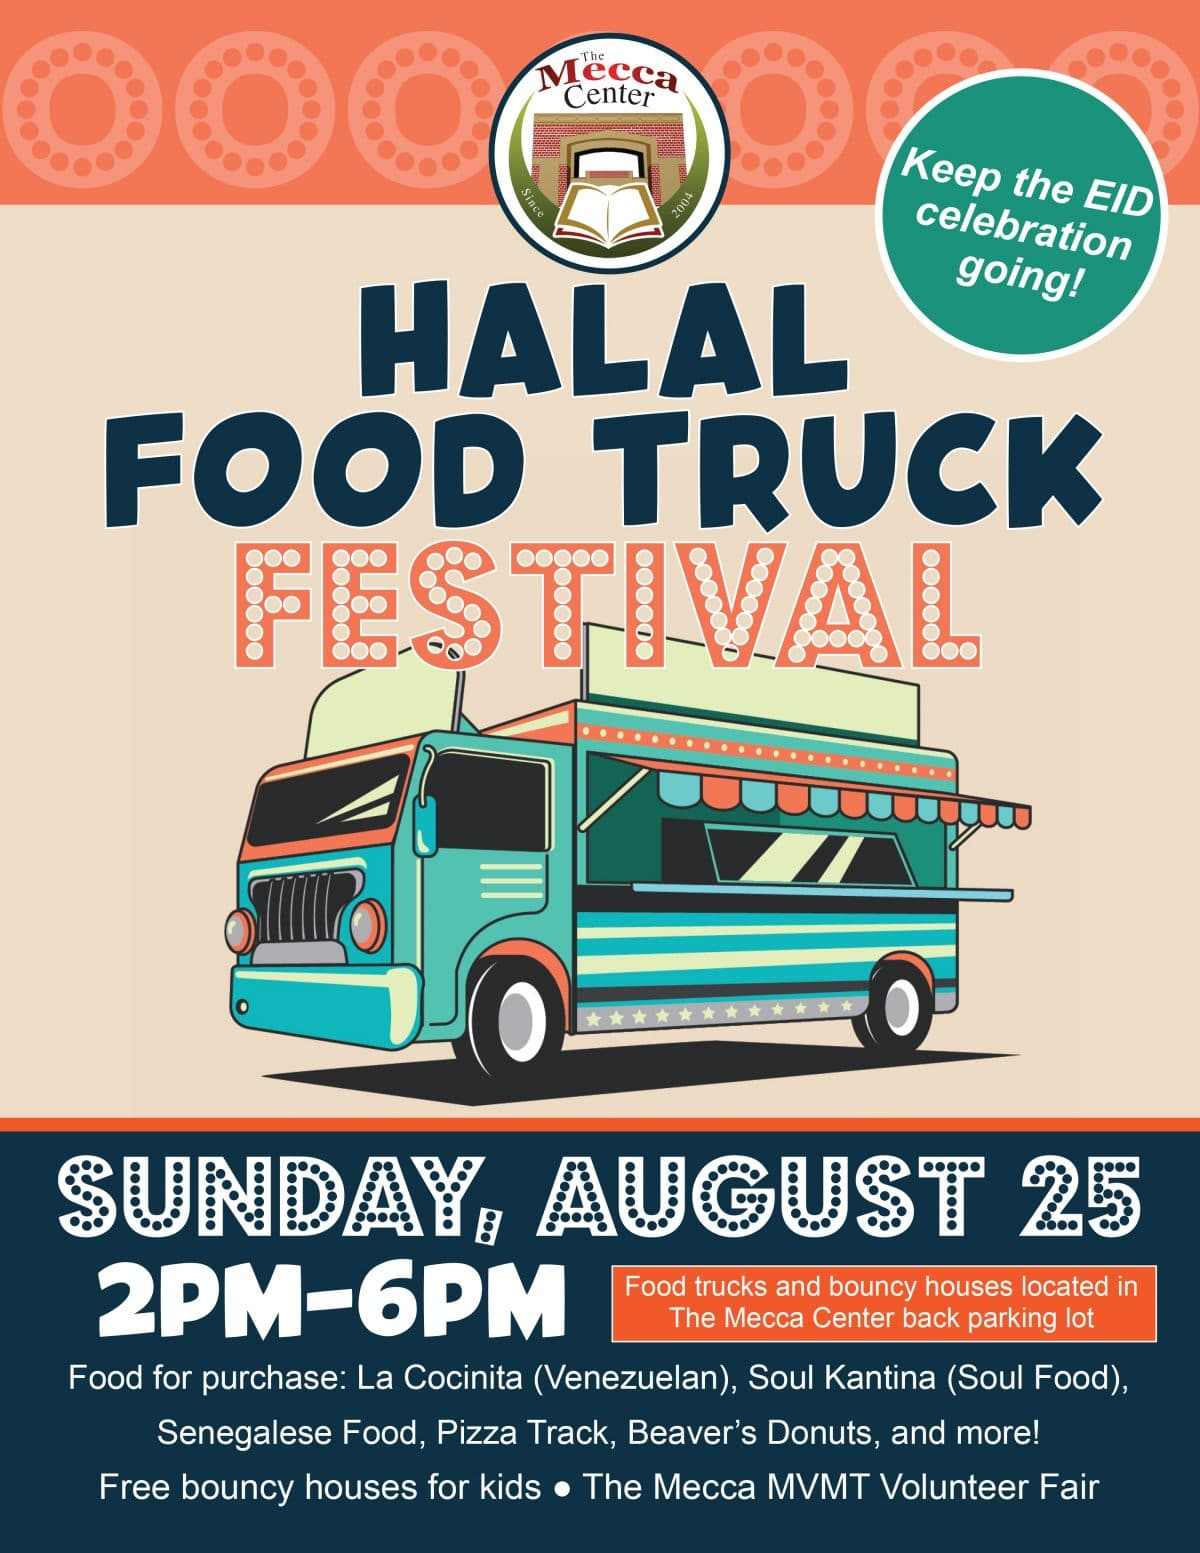 The
Mecca
Center
Since 2004
Keep the EID
celebration
going!
HALAL
FOOD TRUCK
FESTIVAL
SUNDAY, AUGUST 25
2PM-6PM
Food trucks and bouncy houses located in
The Mecca Center back parking lot
Food for purchase: La Cocinita (Venezuelan), Soul Kantina (Soul Food),
Senegalese Food, Pizza Track, Beaver's Donuts, and more!
Free bouncy houses for kids ● The Mecca MVMT Volunteer Fair